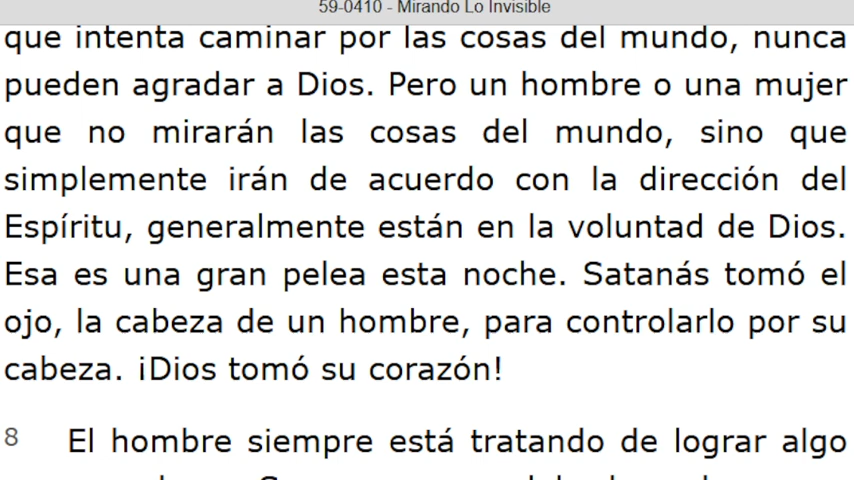 59-0410 - Mirando Lo Invisible
que intenta caminar por las cosas del mundo, nunca
pueden agradar a Dios. Pero un hombre o una mujer
que no mirarán las cosas del mundo, sino que
simplemente irán de acuerdo con la dirección del
Espíritu, generalmente están en la voluntad de Dios.
Esa es una gran pelea esta noche. Satanás tomó el
ojo, la cabeza de un hombre, para controlarlo por su
cabeza. ¡Dios tomó su corazón!
8 El hombre siempre está tratando de lograr algo